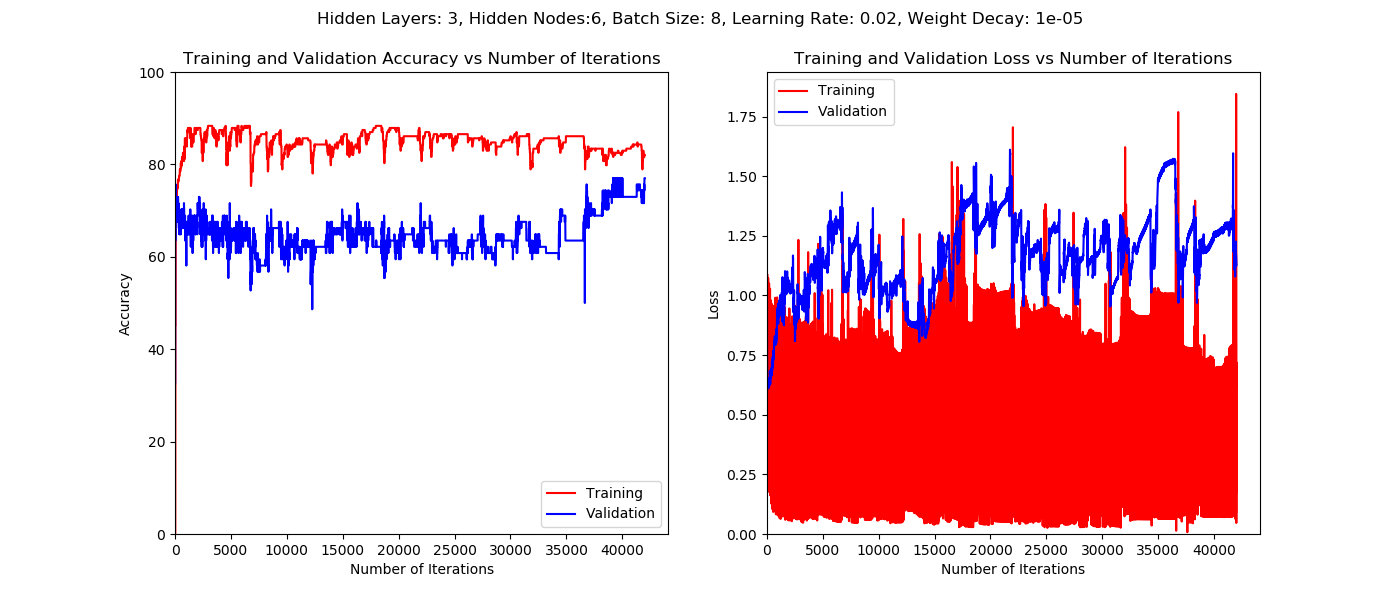 Hidden Layers: 3, Hidden Nodes:6, Batch Size: 8, Learning Rate: 0.02, Weight Decay: 1e-05
Training and Validation Accuracy vs Number of Iterations
100
80
60
40
20
0
Accuracy
0 5000 10000 15000 20000 25000 30000 35000 40000
Number of Iterations
Training
Validation
Training and Validation Loss vs Number of Iterations
Training
Validation
1.75
1.50
1.25
1.00
0.75
0.50
0.25
0.00
Loss
0 5000 10000 15000 20000 25000 30000 35000 40000
Number of Iterations